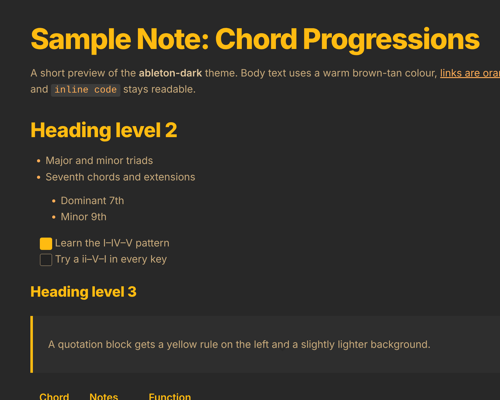 Sample Note: Chord Progressions
A short preview of the ableton-dark theme. Body text uses a warm brown-tan colour, links are
and inline code stays readable.
Heading level 2
Major and minor triads
Seventh chords and extensions
Dominant 7th
Minor 9th
Learn the I–IV–V pattern
Try a ii–V–I in every key
Heading level 3
A quotation block gets a yellow rule on the left and a slightly lighter background.
Chord Notes Function